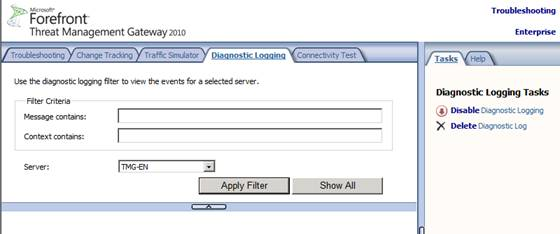 Microsoft®
Forefront™
Threat Management Gateway 2010
Troubleshooting
Enterprise
Troubleshooting
Change Tracking
Traffic Simulator
Diagnostic Logging
Connectivity Test
Use the diagnostic logging filter to view the events for a selected server.
Filter Criteria
Message contains:
Context contains:
Server:
TMG-EN
Apply Filter
Show All
Tasks
Help
Diagnostic Logging Tasks
Disable Diagnostic Logging
Delete Diagnostic Log